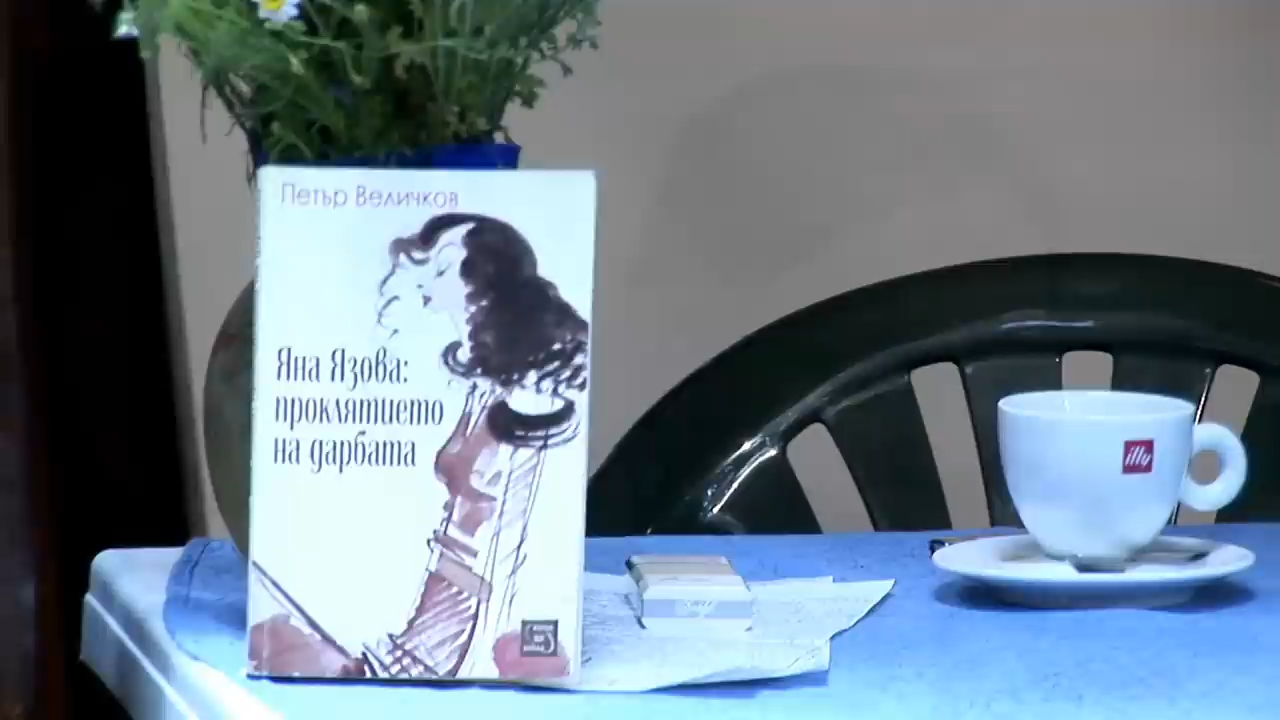 Петър Величков
Яна Язова:
проклятието
на дарбата
illy